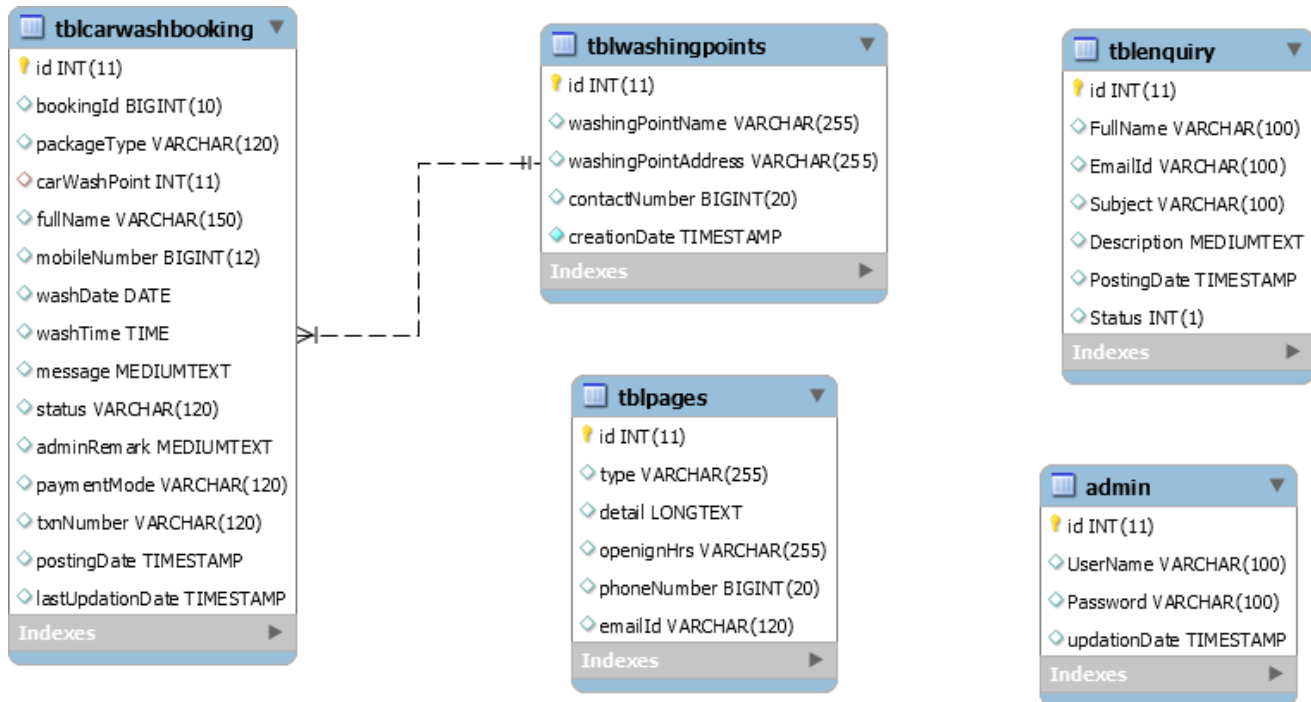 tblcarwashbooking
id INT(11)
bookingId BIGINT(10)
packageType VARCHAR(120)
carWashPoint INT(11)
fullName VARCHAR(150)
mobileNumber BIGINT(12)
washDate DATE
washTime TIME
message MEDIUMTEXT
status VARCHAR(120)
adminRemark MEDIUMTEXT
paymentMode VARCHAR(120)
txnNumber VARCHAR(120)
postingDate TIMESTAMP
lastUpdationDate TIMESTAMP
Indexes
tblwashingpoints
id INT(11)
washingPointName VARCHAR(255)
washingPointAddress VARCHAR(255)
contactNumber BIGINT(20)
creationDate TIMESTAMP
Indexes
tblpages
id INT(11)
type VARCHAR(255)
detail LONGTEXT
openignHrs VARCHAR(255)
phoneNumber BIGINT(20)
emailId VARCHAR(120)
Indexes
tblenquiry
id INT(11)
FullName VARCHAR(100)
EmailId VARCHAR(100)
Subject VARCHAR(100)
Description MEDIUMTEXT
PostingDate TIMESTAMP
Status INT(1)
Indexes
admin
id INT(11)
UserName VARCHAR(100)
Password VARCHAR(100)
updationDate TIMESTAMP
Indexes